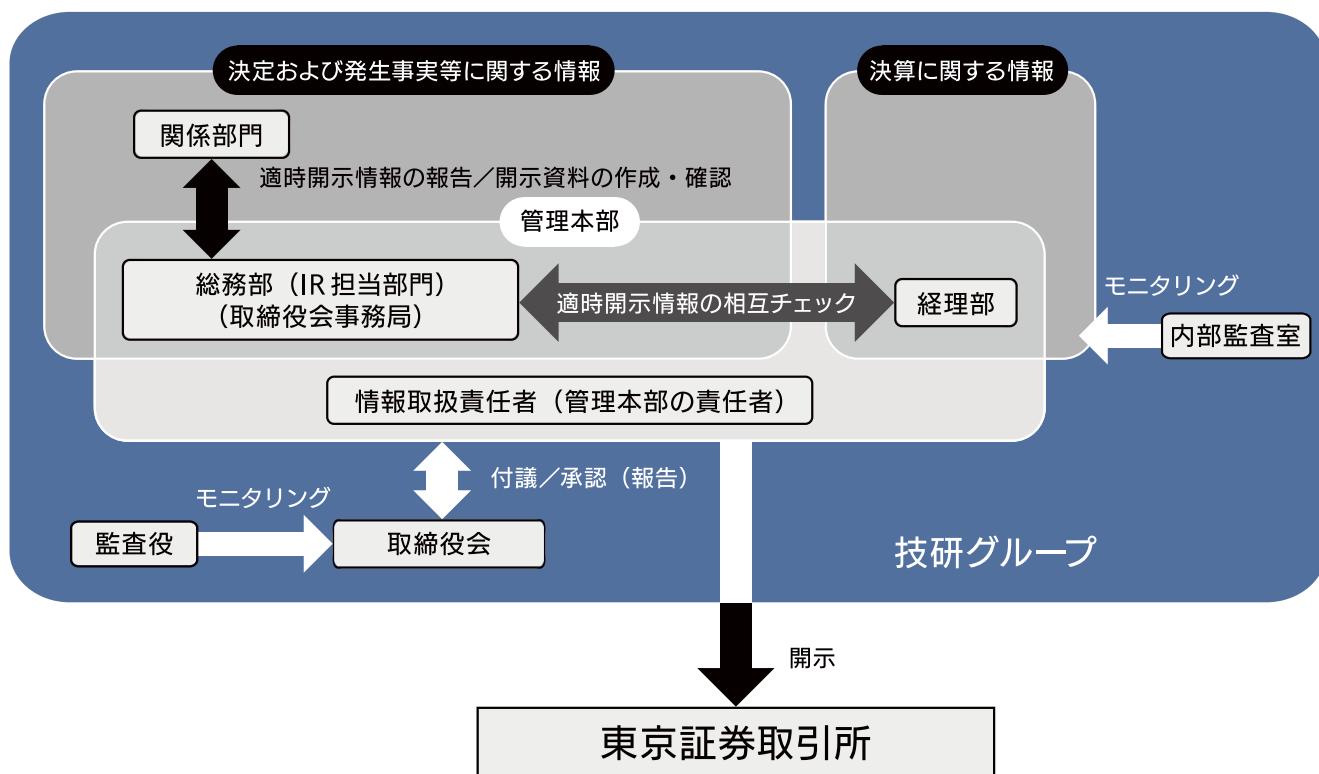 決定および発生事実等に関する情報
決算に関する情報
関係部門
適時開示情報の報告／開示資料の作成・確認
管理本部
総務部（IR 担当部門）
（取締役会事務局）
適時開示情報の相互チェック
経理部
モニタリング
内部監査室
情報取扱責任者（管理本部の責任者）
付議／承認（報告）
モニタリング
監査役
取締役会
技研グループ
開示
東京証券取引所